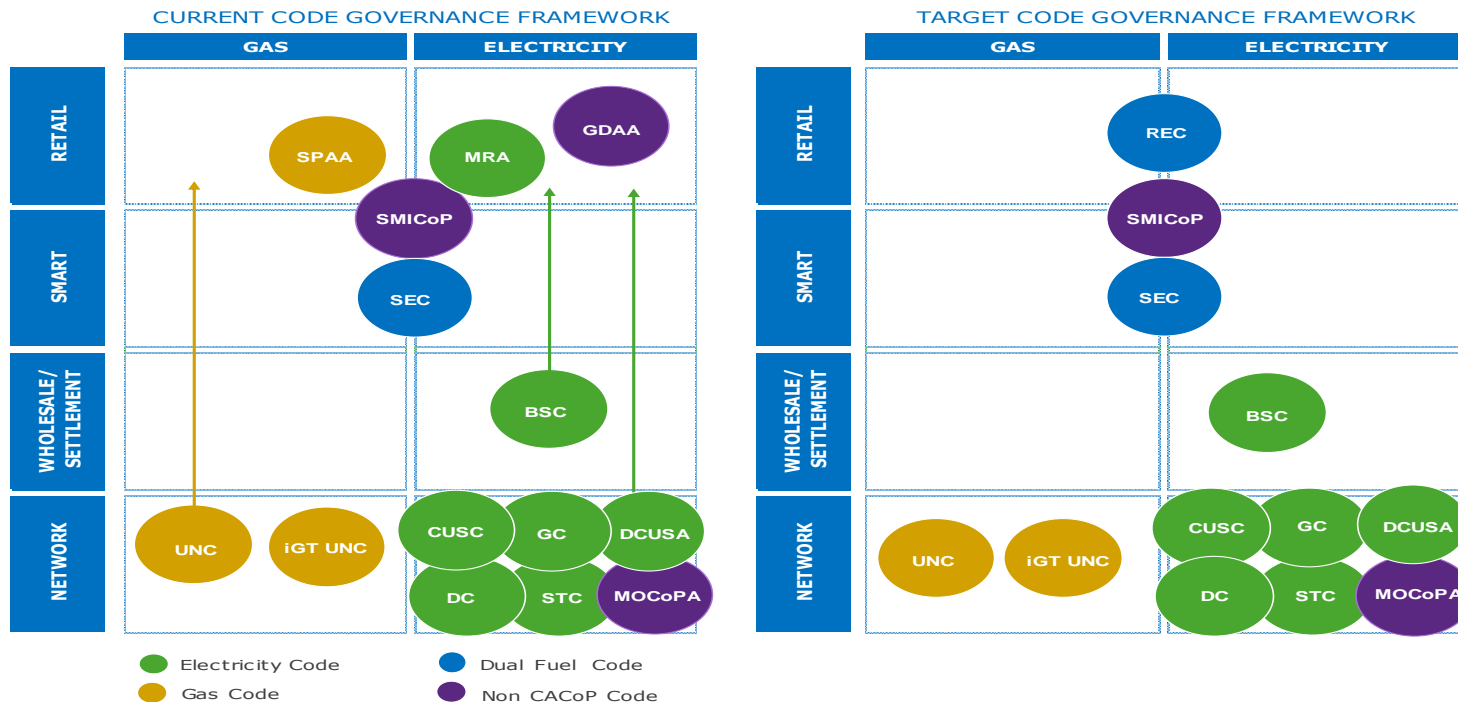 CURRENT CODE GOVERNANCE FRAMEWORK
GAS
ELECTRICITY
RETAIL
SPAA
MRA
GDAA
SMICoP
SMART
SEC
WHOLESALE/
SETTLEMENT
BSC
NETWORK
UNC
iGT UNC
CUSC
GC
DCUSA
DC
STC
MOCoPA
Electricity Code
Dual Fuel Code
Gas Code
Non CACoP Code
TARGET CODE GOVERNANCE FRAMEWORK
GAS
ELECTRICITY
RETAIL
REC
SMICoP
SMART
SEC
WHOLESALE/
SETTLEMENT
BSC
NETWORK
UNC
iGT UNC
CUSC
GC
DCUSA
DC
STC
MOCoPA